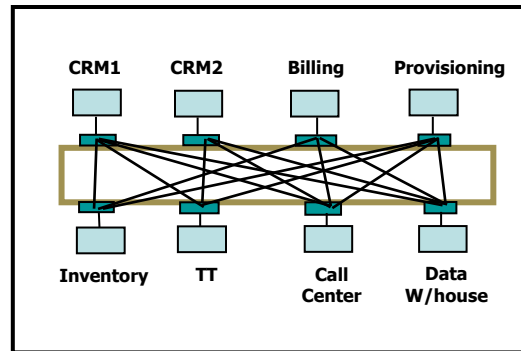 CRM1 CRM2 Billing Provisioning
Inventory TT Call Data
Center W/house